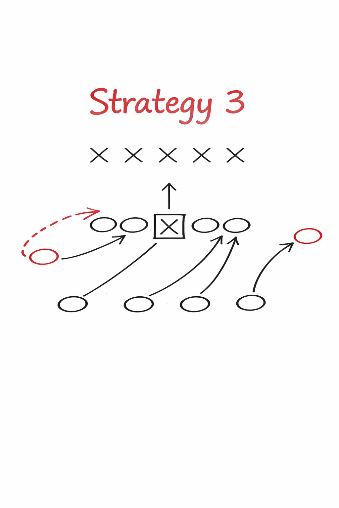 Strategy 3
X X X X X
X